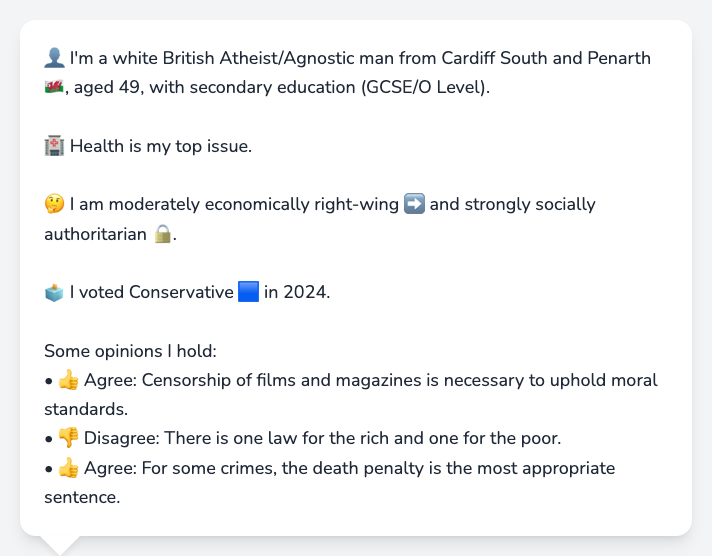 👤 I'm a white British Atheist/Agnostic man from Cardiff South and Penarth
🏴󠁧󠁢󠁷󠁬󠁳󠁿, aged 49, with secondary education (GCSE/O Level).
🏥 Health is my top issue.
🤔 I am moderately economically right-wing ➡️ and strongly socially
authoritarian 🔒.
🗳️ I voted Conservative 🟦 in 2024.
Some opinions I hold:
• 👍 Agree: Censorship of films and magazines is necessary to uphold moral
standards.
• 👎 Disagree: There is one law for the rich and one for the poor.
• 👍 Agree: For some crimes, the death penalty is the most appropriate
sentence.